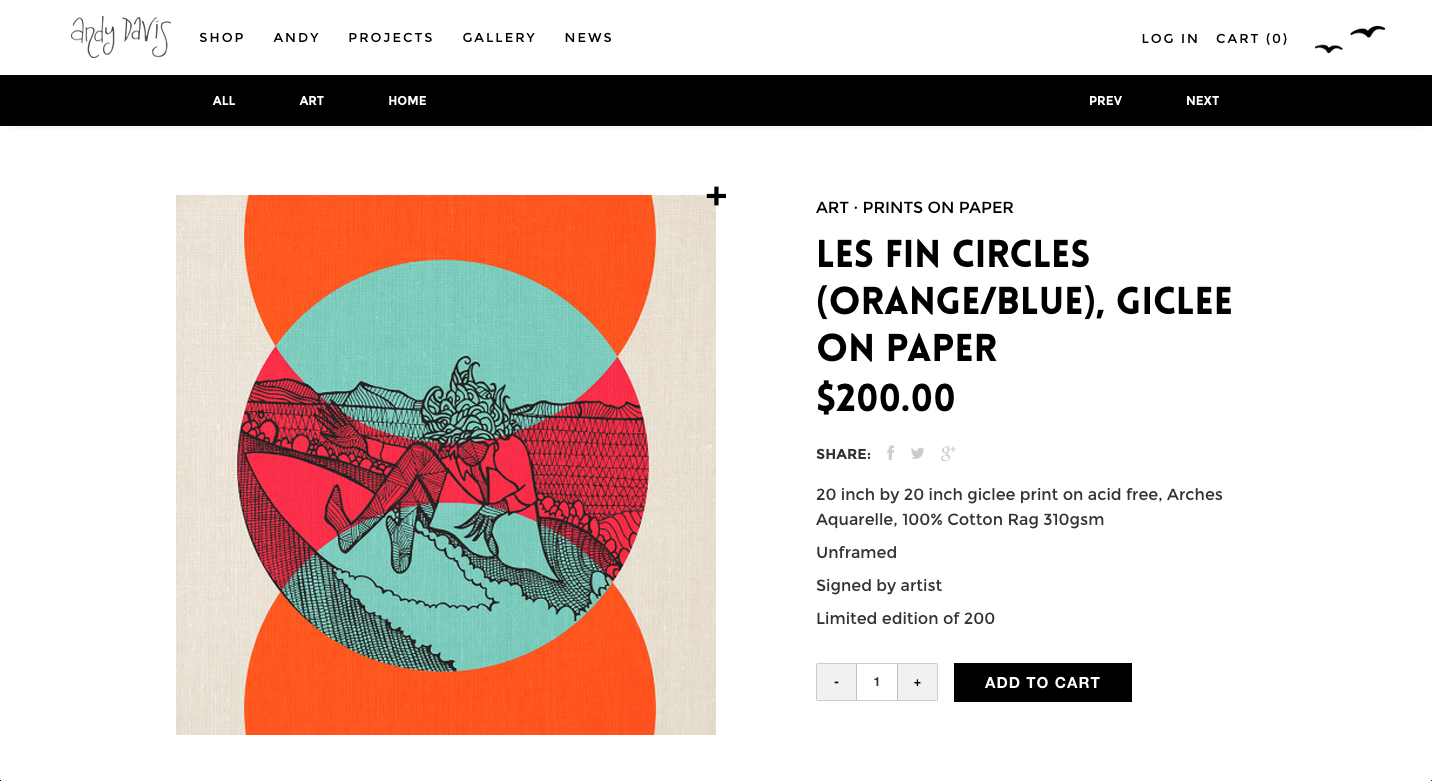 andy Davis
SHOP ANDY PROJECTS GALLERY NEWS
LOG IN CART (0)
ALL ART HOME PREV NEXT
+
ART · PRINTS ON PAPER
LES FIN CIRCLES
(ORANGE/BLUE), GICLEE
ON PAPER
$200.00
SHARE:
20 inch by 20 inch giclee print on acid free, Arches
Aquarelle, 100% Cotton Rag 310gsm
Unframed
Signed by artist
Limited edition of 200
- 1 + ADD TO CART